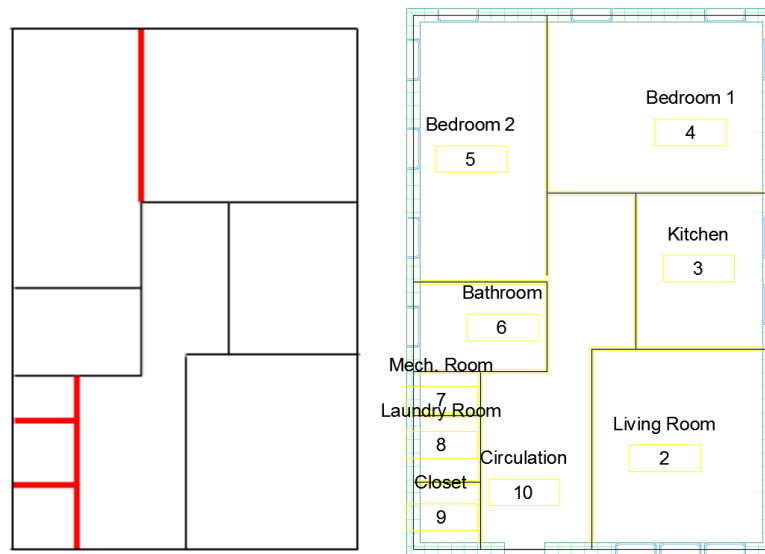 Bedroom 1
4
Bedroom 2
5
Kitchen
3
Bathroom
6
Mech. Room
7
Laundry Room
8
Living Room
2
Circulation
10
Closet
9